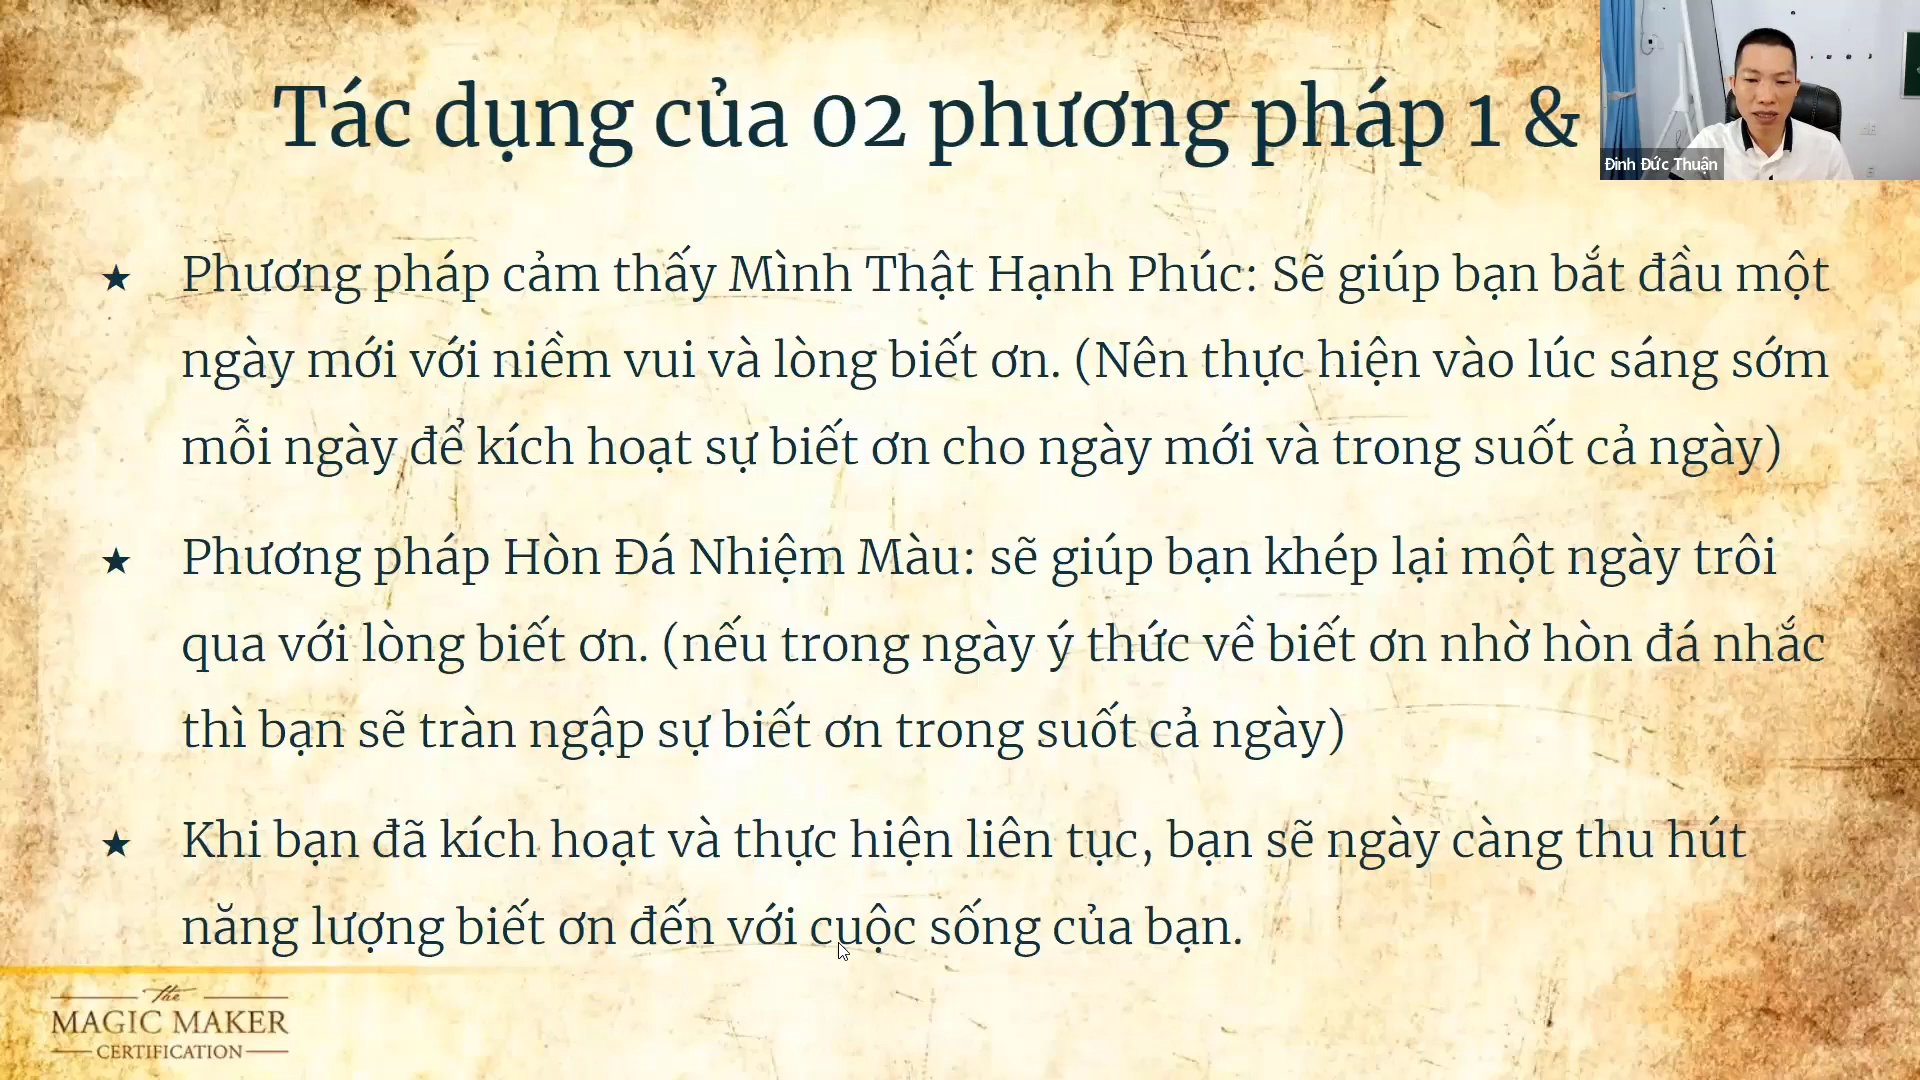 Tác dụng của 02 phương pháp 1 &
Đinh Đức Thuận
★ Phương pháp cảm thấy Mình Thật Hạnh Phúc: Sẽ giúp bạn bắt đầu một
ngày mới với niềm vui và lòng biết ơn. (Nên thực hiện vào lúc sáng sớm
mỗi ngày để kích hoạt sự biết ơn cho ngày mới và trong suốt cả ngày)
★ Phương pháp Hòn Đá Nhiệm Màu: sẽ giúp bạn khép lại một ngày trôi
qua với lòng biết ơn. (nếu trong ngày ý thức về biết ơn nhờ hòn đá nhắc
thì bạn sẽ tràn ngập sự biết ơn trong suốt cả ngày)
★ Khi bạn đã kích hoạt và thực hiện liên tục, bạn sẽ ngày càng thu hút
năng lượng biết ơn đến với cuộc sống của bạn.
The
MAGIC MAKER
CERTIFICATION